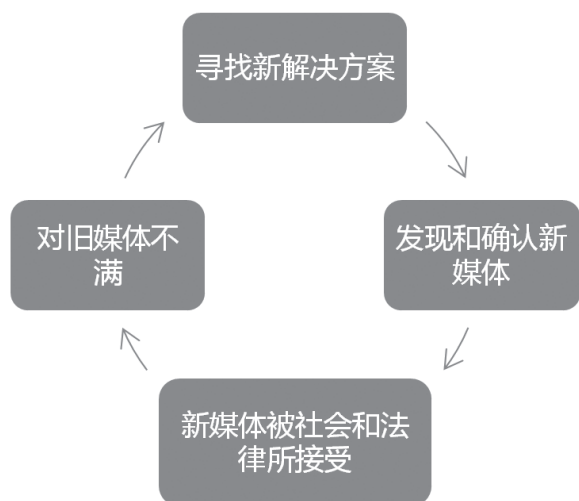 寻找新解决方案
发现和确认新
媒体
新媒体被社会和法
律所接受
对旧媒体不
满